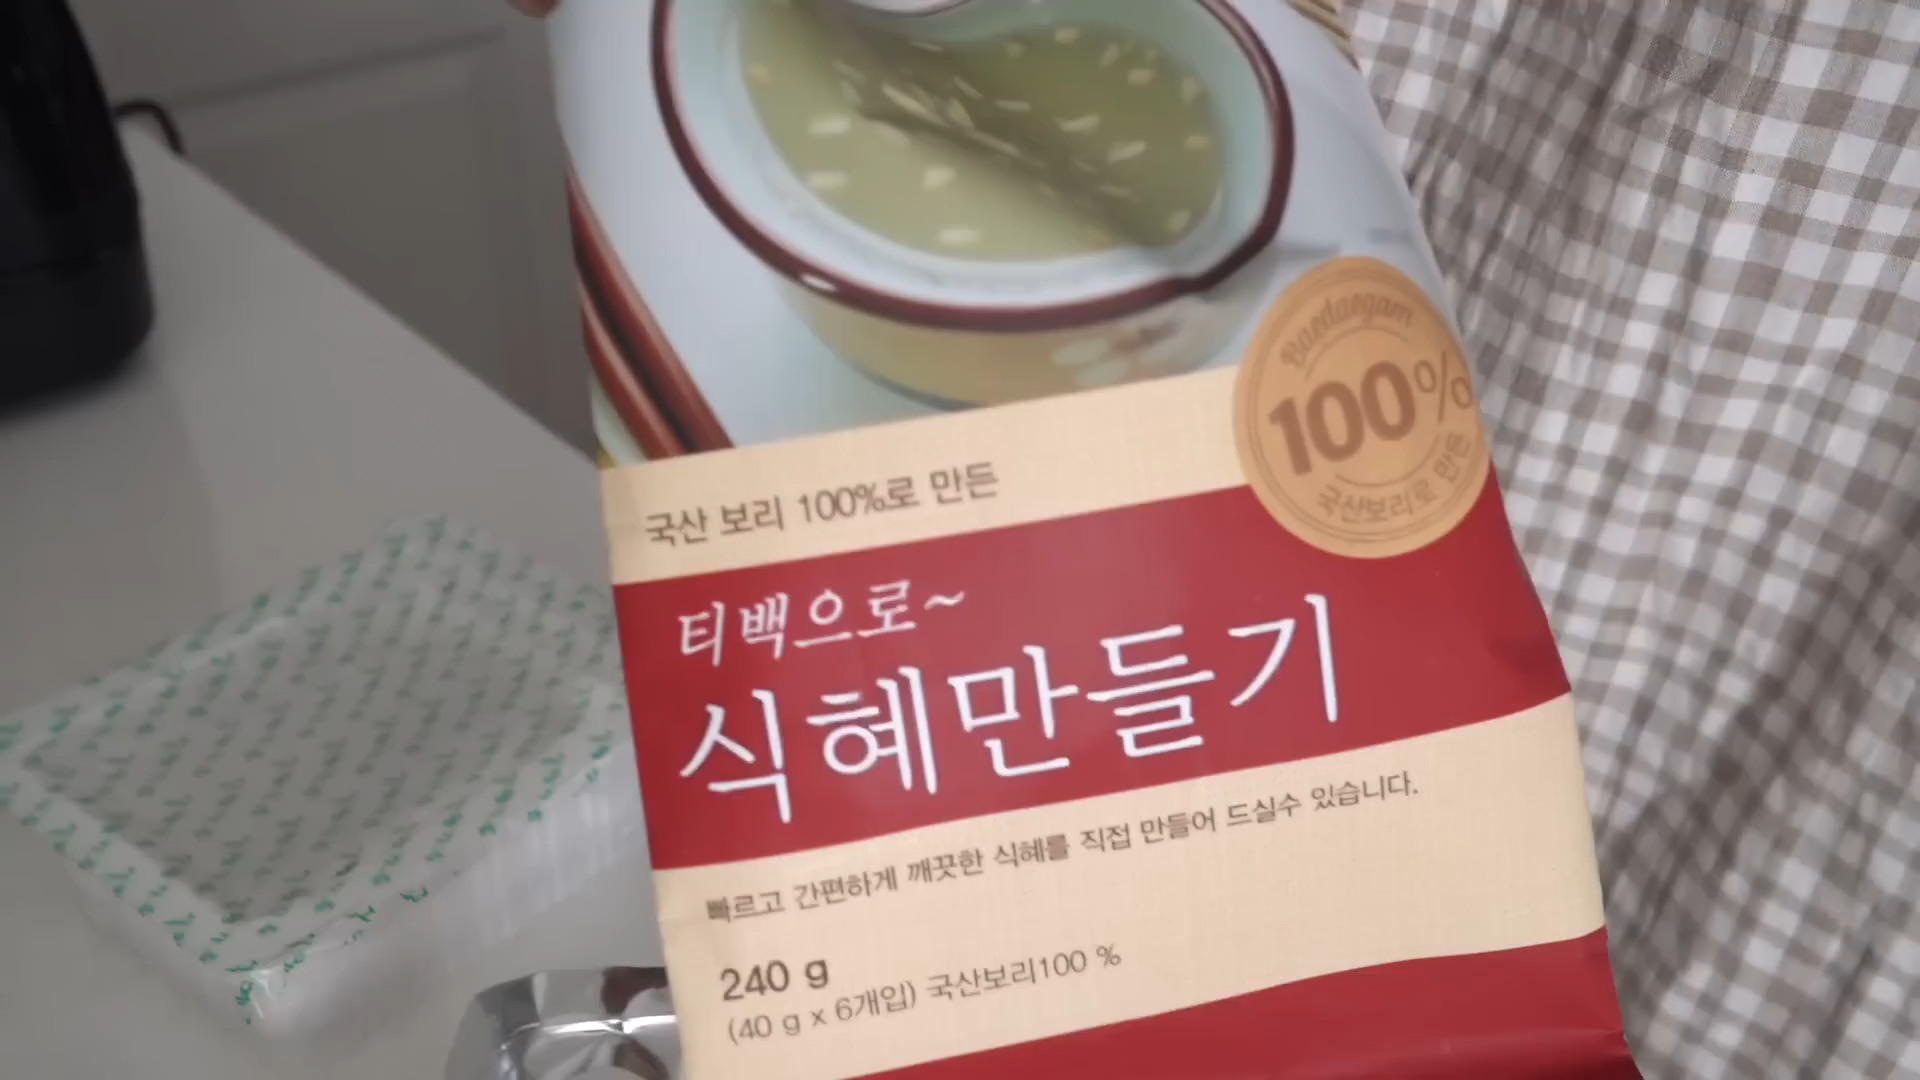 Baedaegam
100%
국산보리로 만든
국산 보리 100%로 만든
티백으로~
식혜만들기
빠르고 간편하게 깨끗한 식혜를 직접 만들어 드실수 있습니다.
240 g
(40 g x 6개입) 국산보리100 %